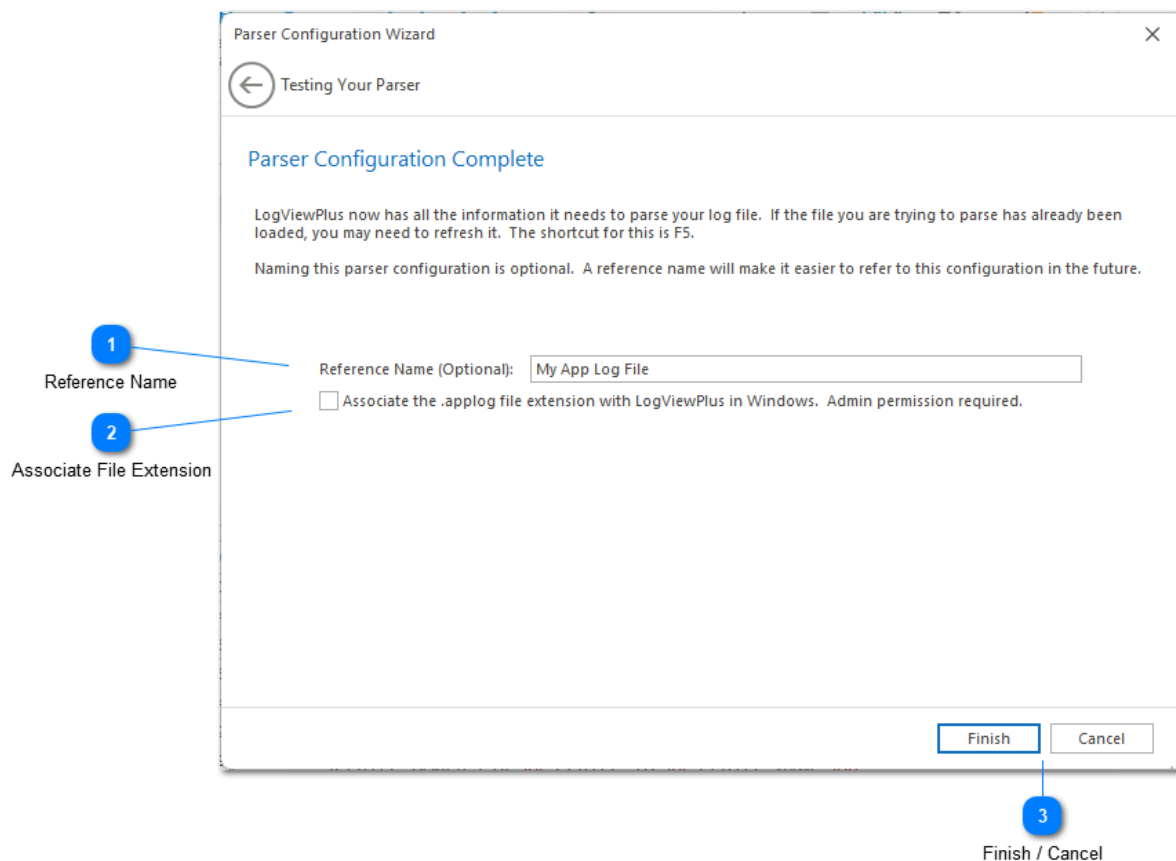 Parser Configuration Wizard
Testing Your Parser
Parser Configuration Complete
LogViewPlus now has all the information it needs to parse your log file.  If the file you are trying to parse has already been
loaded, you may need to refresh it.  The shortcut for this is F5.
Naming this parser configuration is optional.  A reference name will make it easier to refer to this configuration in the future.
1
Reference Name
Reference Name (Optional):
My App Log File
Associate the .applog file extension with LogViewPlus in Windows.  Admin permission required.
2
Associate File Extension
Finish
Cancel
3
Finish / Cancel